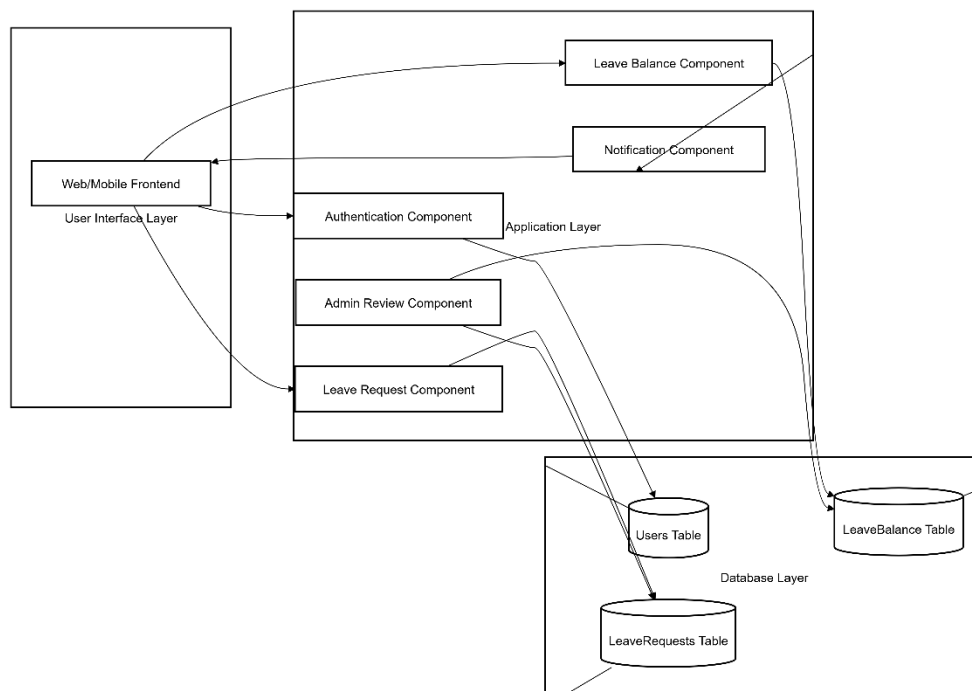 Leave Balance Component
Notification Component
Web/Mobile Frontend
User Interface Layer
Authentication Component
Application Layer
Admin Review Component
Leave Request Component
Users Table
LeaveBalance Table
Database Layer
LeaveRequests Table